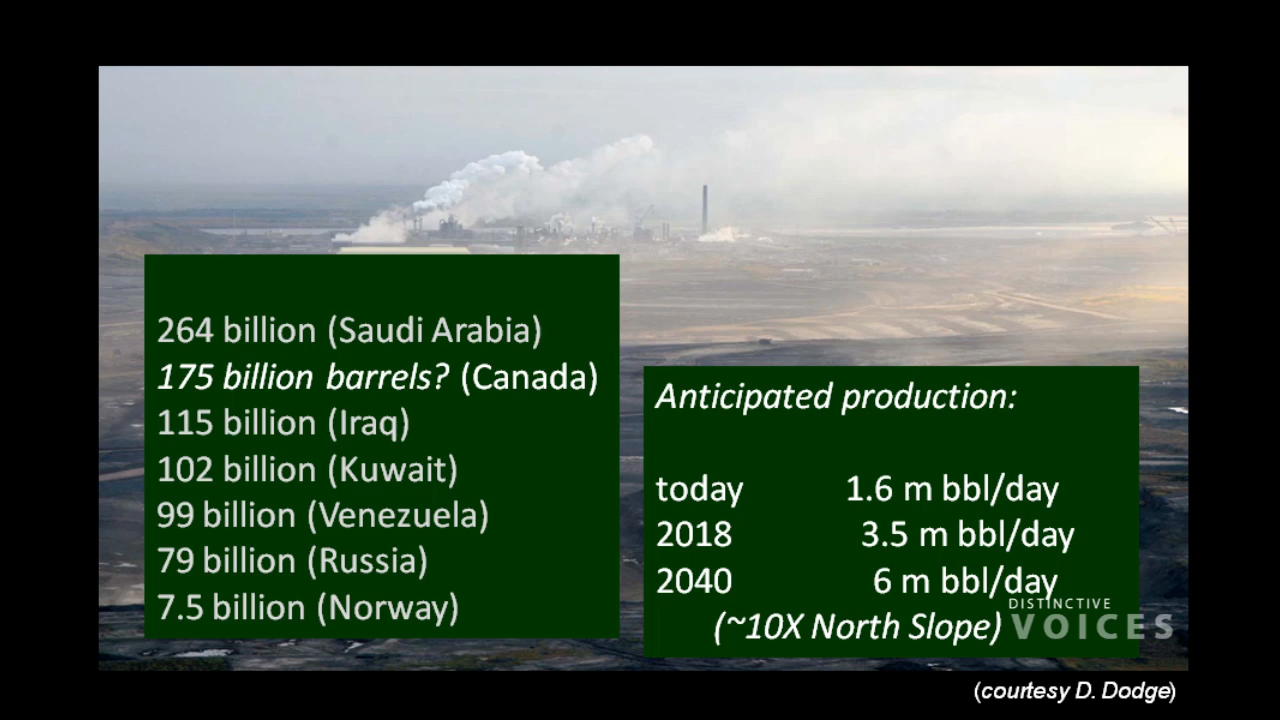 264 billion (Saudi Arabia)
175 billion barrels? (Canada)
115 billion (Iraq)
102 billion (Kuwait)
99 billion (Venezuela)
79 billion (Russia)
7.5 billion (Norway)
Anticipated production:
today 1.6 m bbl/day
2018 3.5 m bbl/day
2040 6 m bbl/day
(~10X North Slope)
DISTINCTIVE
VOICES
(courtesy D. Dodge)